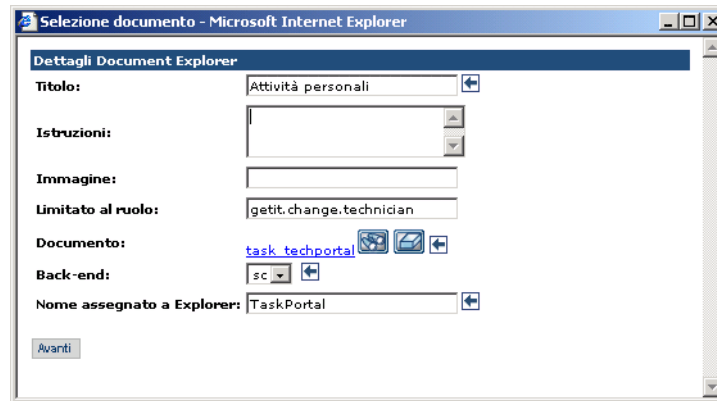 Selezione documento - Microsoft Internet Explorer
Dettagli Document Explorer
Titolo: Attività personali
Istruzioni:
Immagine:
Limitato al ruolo: getit.change.technician
Documento: task_techportal
Back-end: sc
Nome assegnato a Explorer: TaskPortal
Avanti